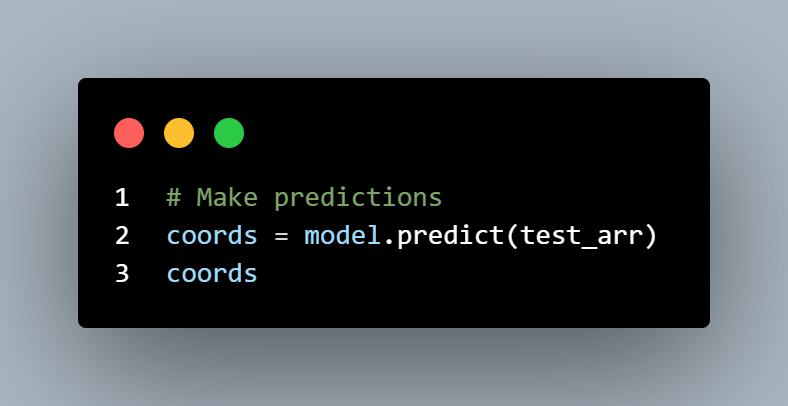 1 # Make predictions
2 coords = model.predict(test_arr)
3 coords